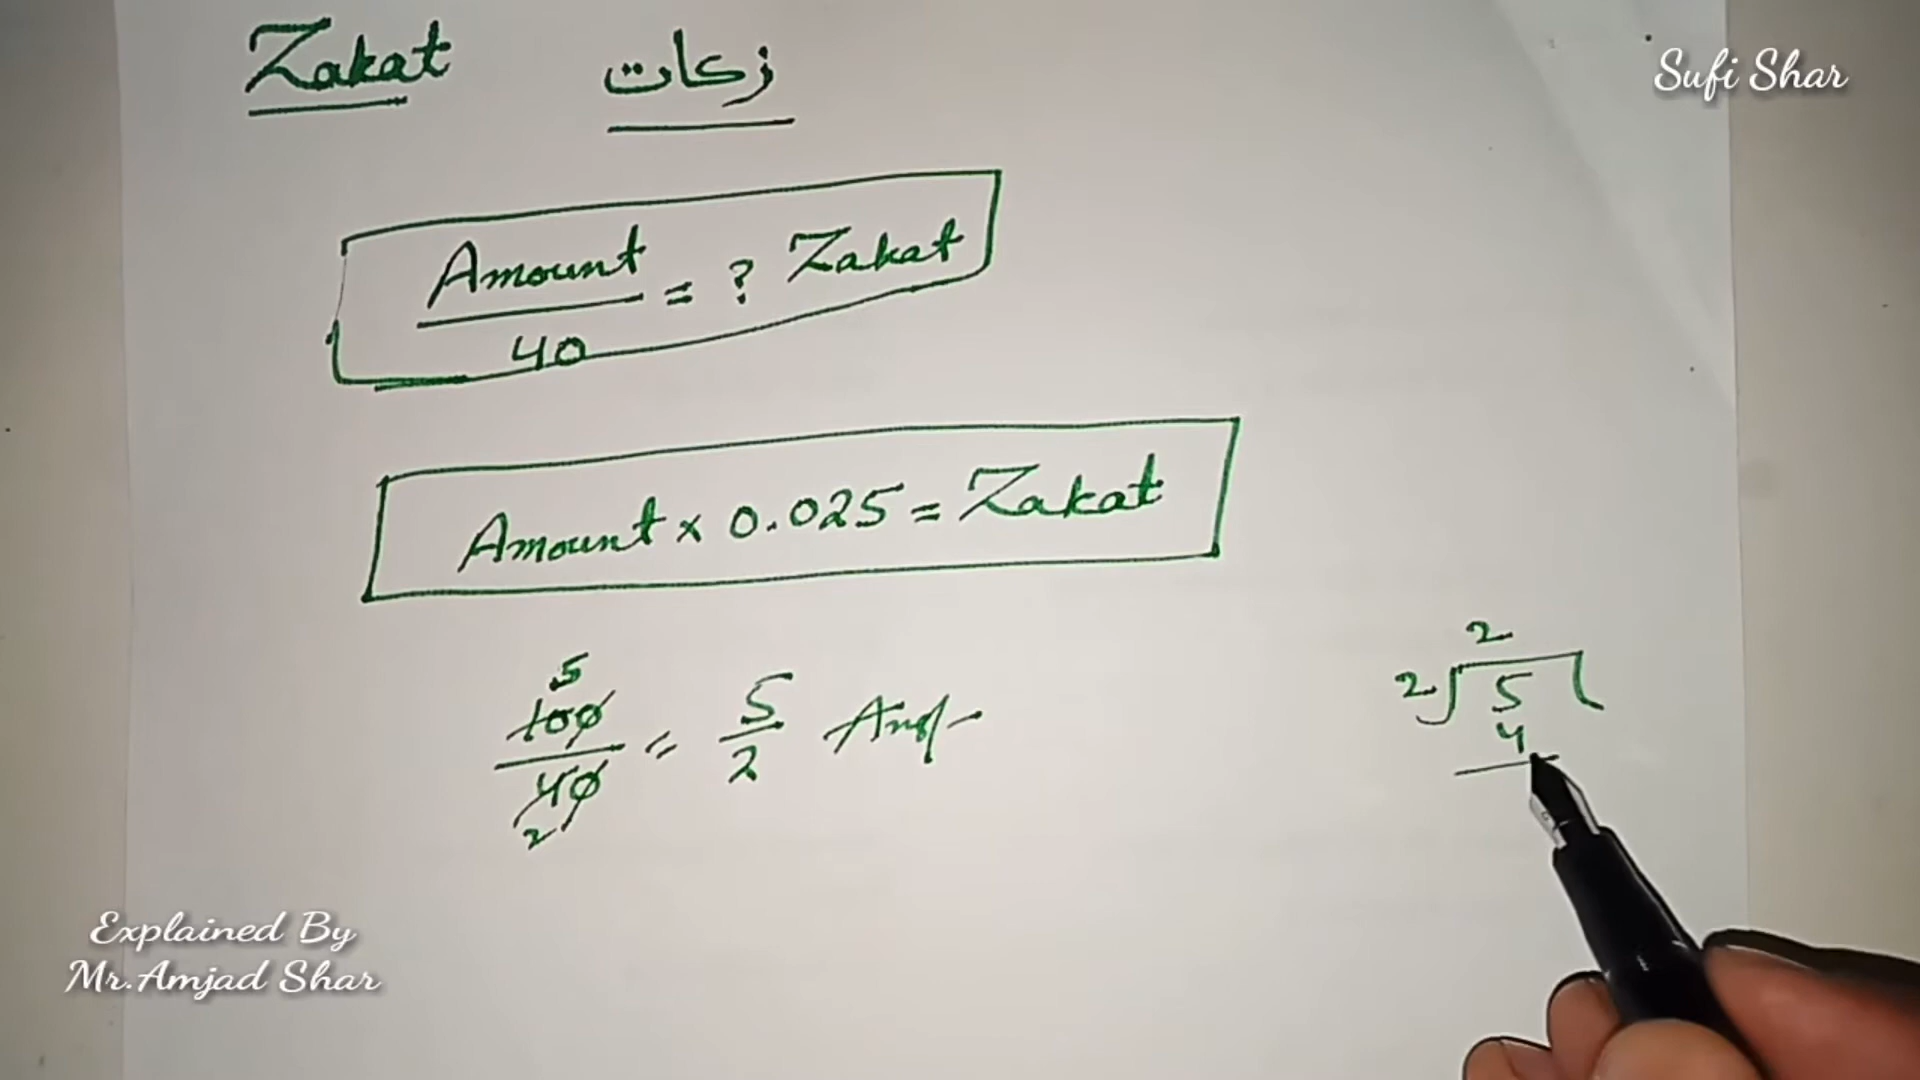 Zakat زكات
Sufi Shar
Amount
40
= ? Zakat
Amount × 0.025 = Zakat
5
100
40
2
= 5/2 Ans
2
2 5
4
Explained By
Mr. Amjad Shar